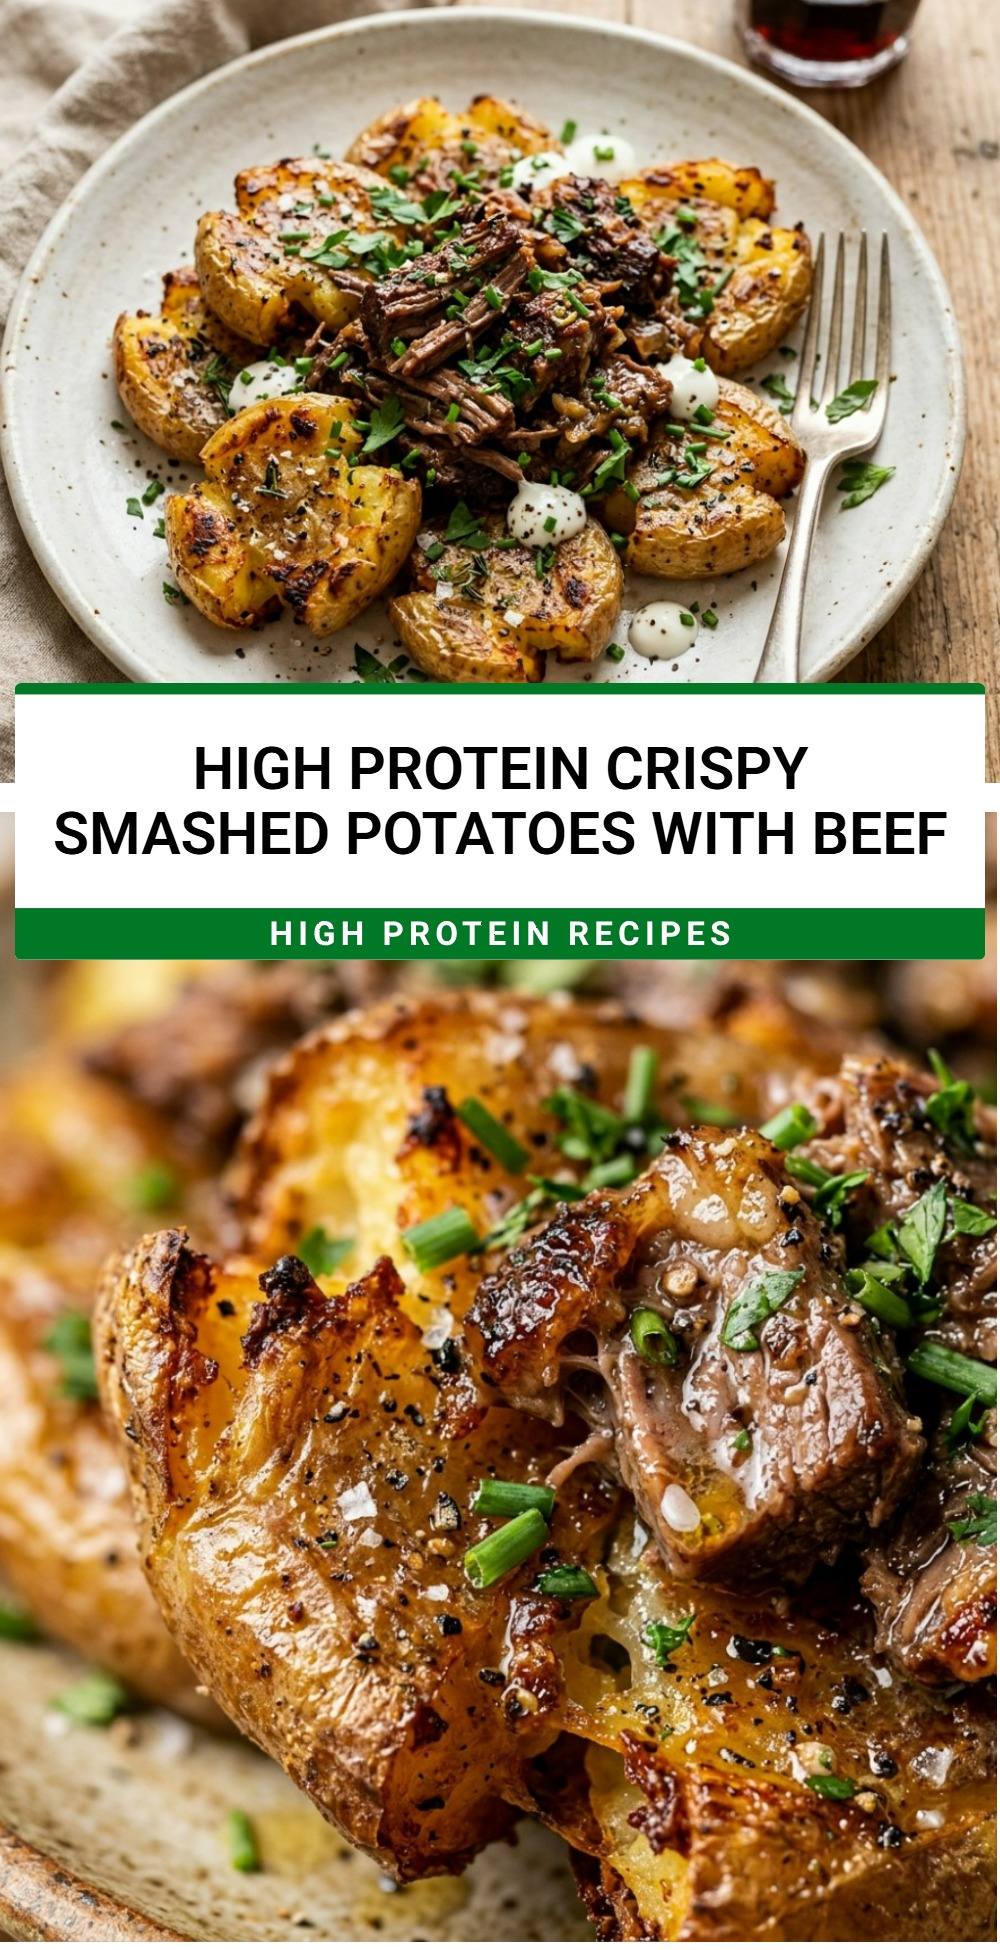 HIGH PROTEIN CRISPY
SMASHED POTATOES WITH BEEF
HIGH PROTEIN RECIPES